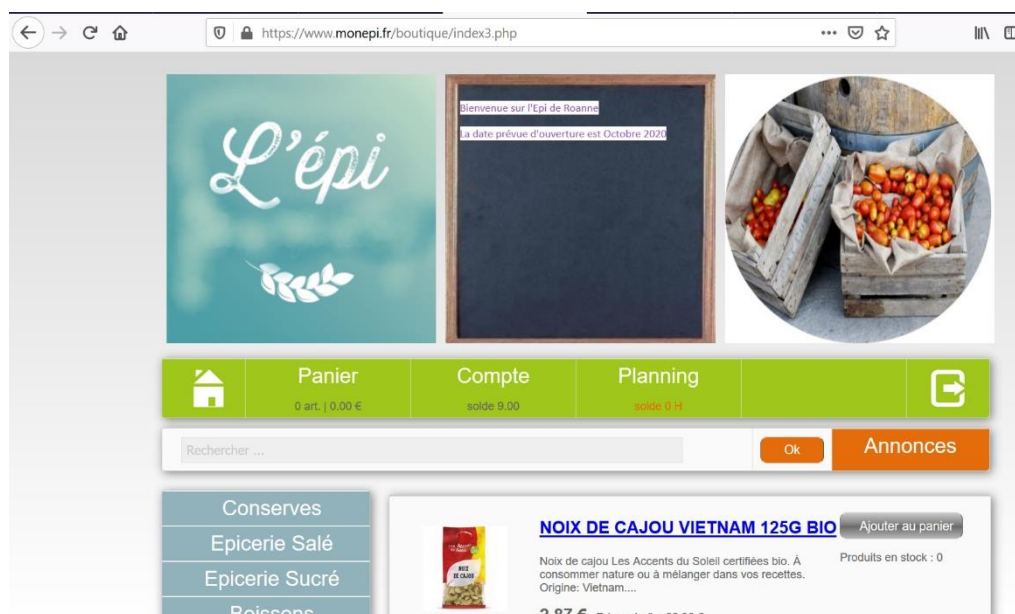 https://www.monepi.fr/boutique/index3.php
L'épi
Bienvenue sur l'Epi de Roanne
La date prévue d'ouverture est Octobre 2020
Panier
0 art. | 0.00 €
Compte
solde 9.00
Planning
solde 0 H
Rechercher ...
Ok
Annonces
Conserves
Epicerie Salé
Epicerie Sucré
Boissons
NOIX DE CAJOU VIETNAM 125G BIO
Ajouter au panier
Produits en stock : 0
Noix de cajou Les Accents du Soleil certifiées bio. À
consommer nature ou à mélanger dans vos recettes.
Origine: Vietnam....
NOIX
DE CAJOU
2.87 €